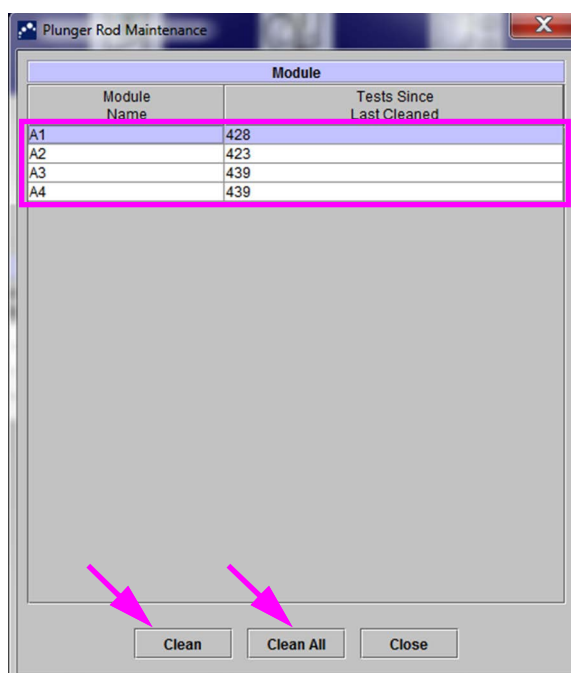 Plunger Rod Maintenance
X
Module
Module Name
Tests Since Last Cleaned
A1 428
A2 423
A3 439
A4 439
Clean Clean All Close